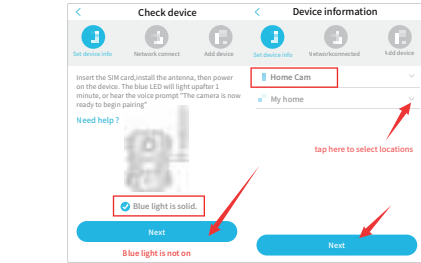 Check device
Set device info
Network connect
Add device
Insert the SIM card,install the antenna, then power
on the device. The blue LED will light upafter 1
minute, or hear the voice prompt "The camera is now
ready to begin pairing"
Need help ?
Blue light is solid.
Next
Blue light is not on
Device information
Set device info
Networkconnected
Add device
Home Cam
My home
tap here to select locations
Next